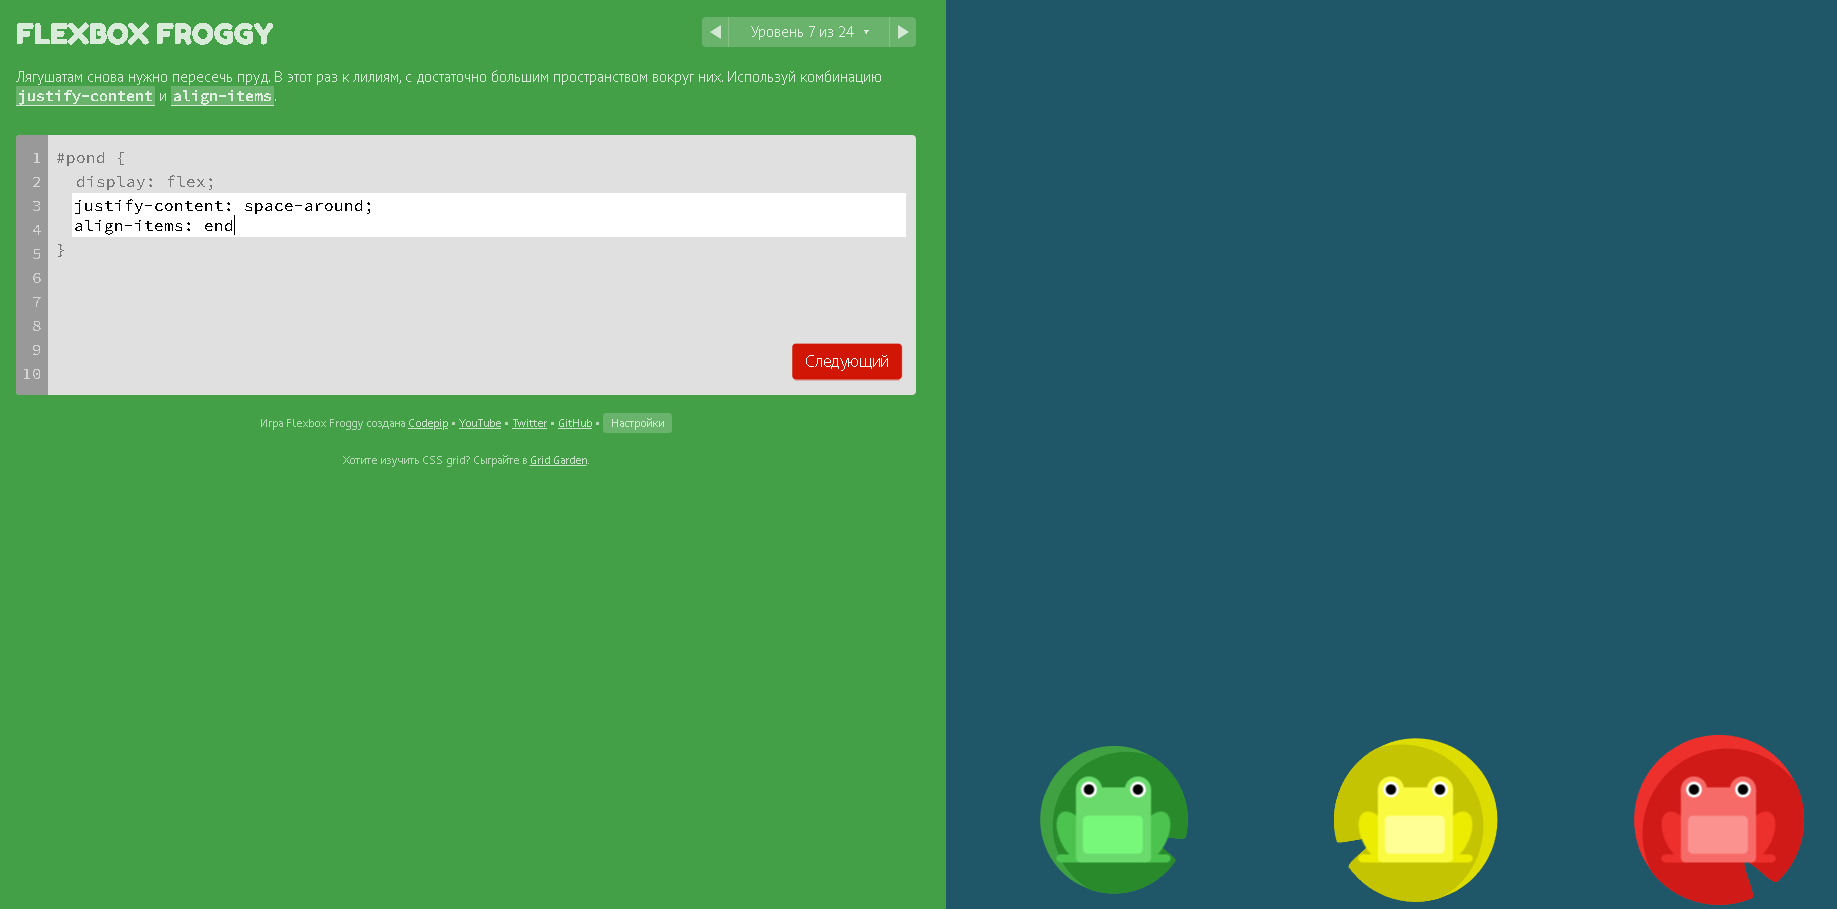 FLEXBOX FROGGY
Уровень 7 из 24 ▾
Лягушатам снова нужно пересечь пруд. В этот раз к лилиям, с достаточно большим пространством вокруг них. Используй комбинацию
justify-content и align-items.
1 #pond {
2 display: flex;
3 justify-content: space-around;
4 align-items: end
5 }
6
7
8
9
10
Следующий
Игра Flexbox Froggy создана Codepip • YouTube • Twitter • GitHub • Настройки
Хотите изучить CSS grid? Сыграйте в Grid Garden.